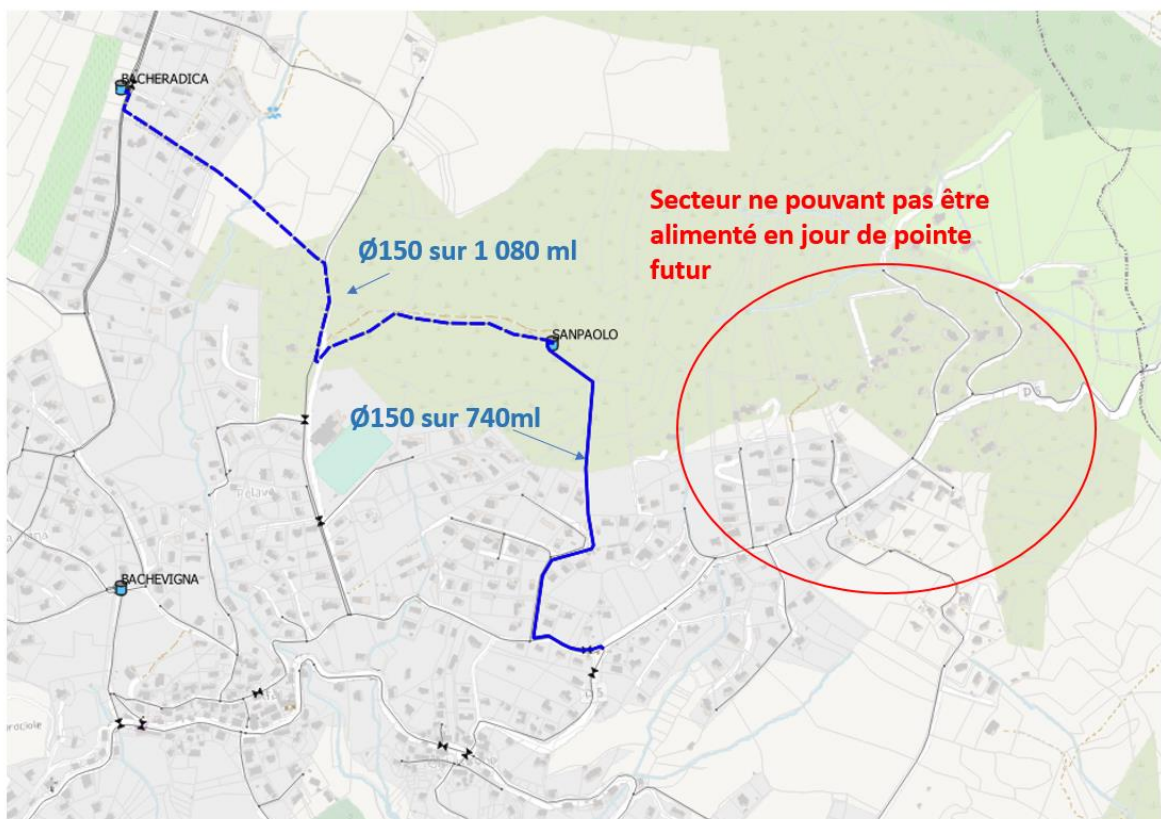 BACHERADICA
Secteur ne pouvant pas être
alimenté en jour de pointe
futur
Ø150 sur 1 080 ml
SANPAOLO
D 5
Ø150 sur 740ml
BACHEVIGNA